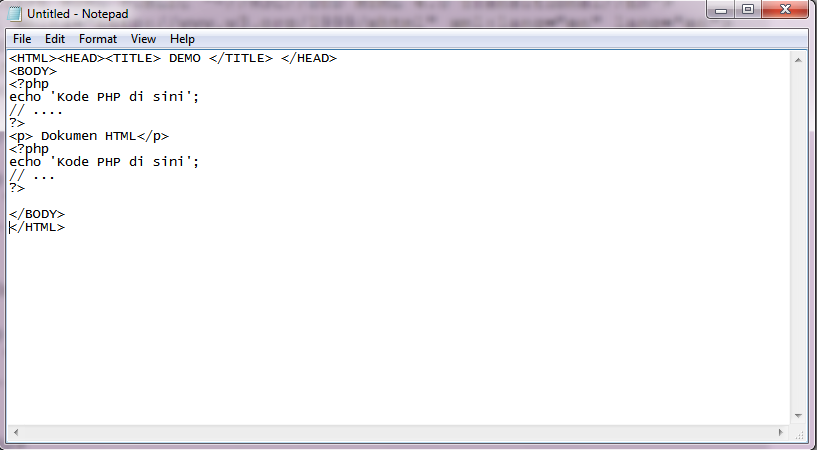 Untitled - Notepad
File Edit Format View Help
<HTML><HEAD><TITLE> DEMO </TITLE> </HEAD>
<BODY>
<?php
echo 'Kode PHP di sini';
// ....
?>
<p> Dokumen HTML</p>
<?php
echo 'Kode PHP di sini';
// ...
?>
</BODY>
</HTML>